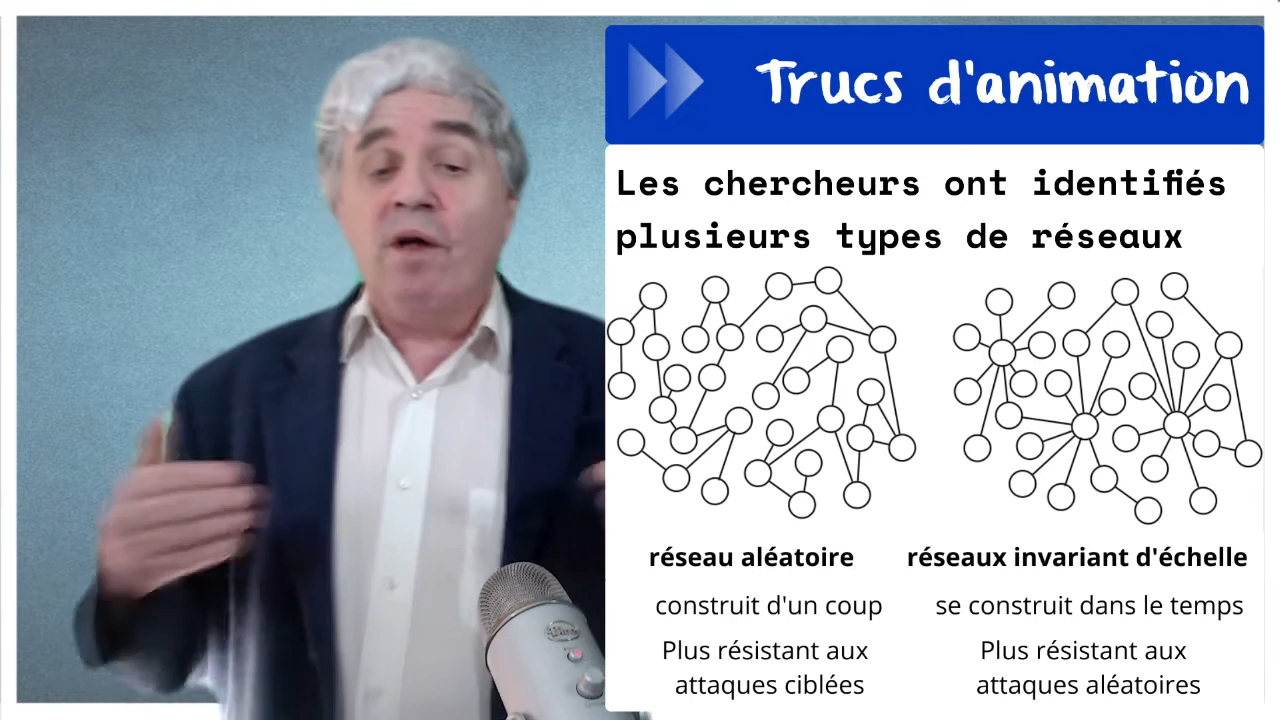 Trucs d'animation
Les chercheurs ont identifiés
plusieurs types de réseaux
réseau aléatoire
réseaux invariant d'échelle
construit d'un coup
se construit dans le temps
Plus résistant aux
attaques ciblées
Plus résistant aux
attaques aléatoires